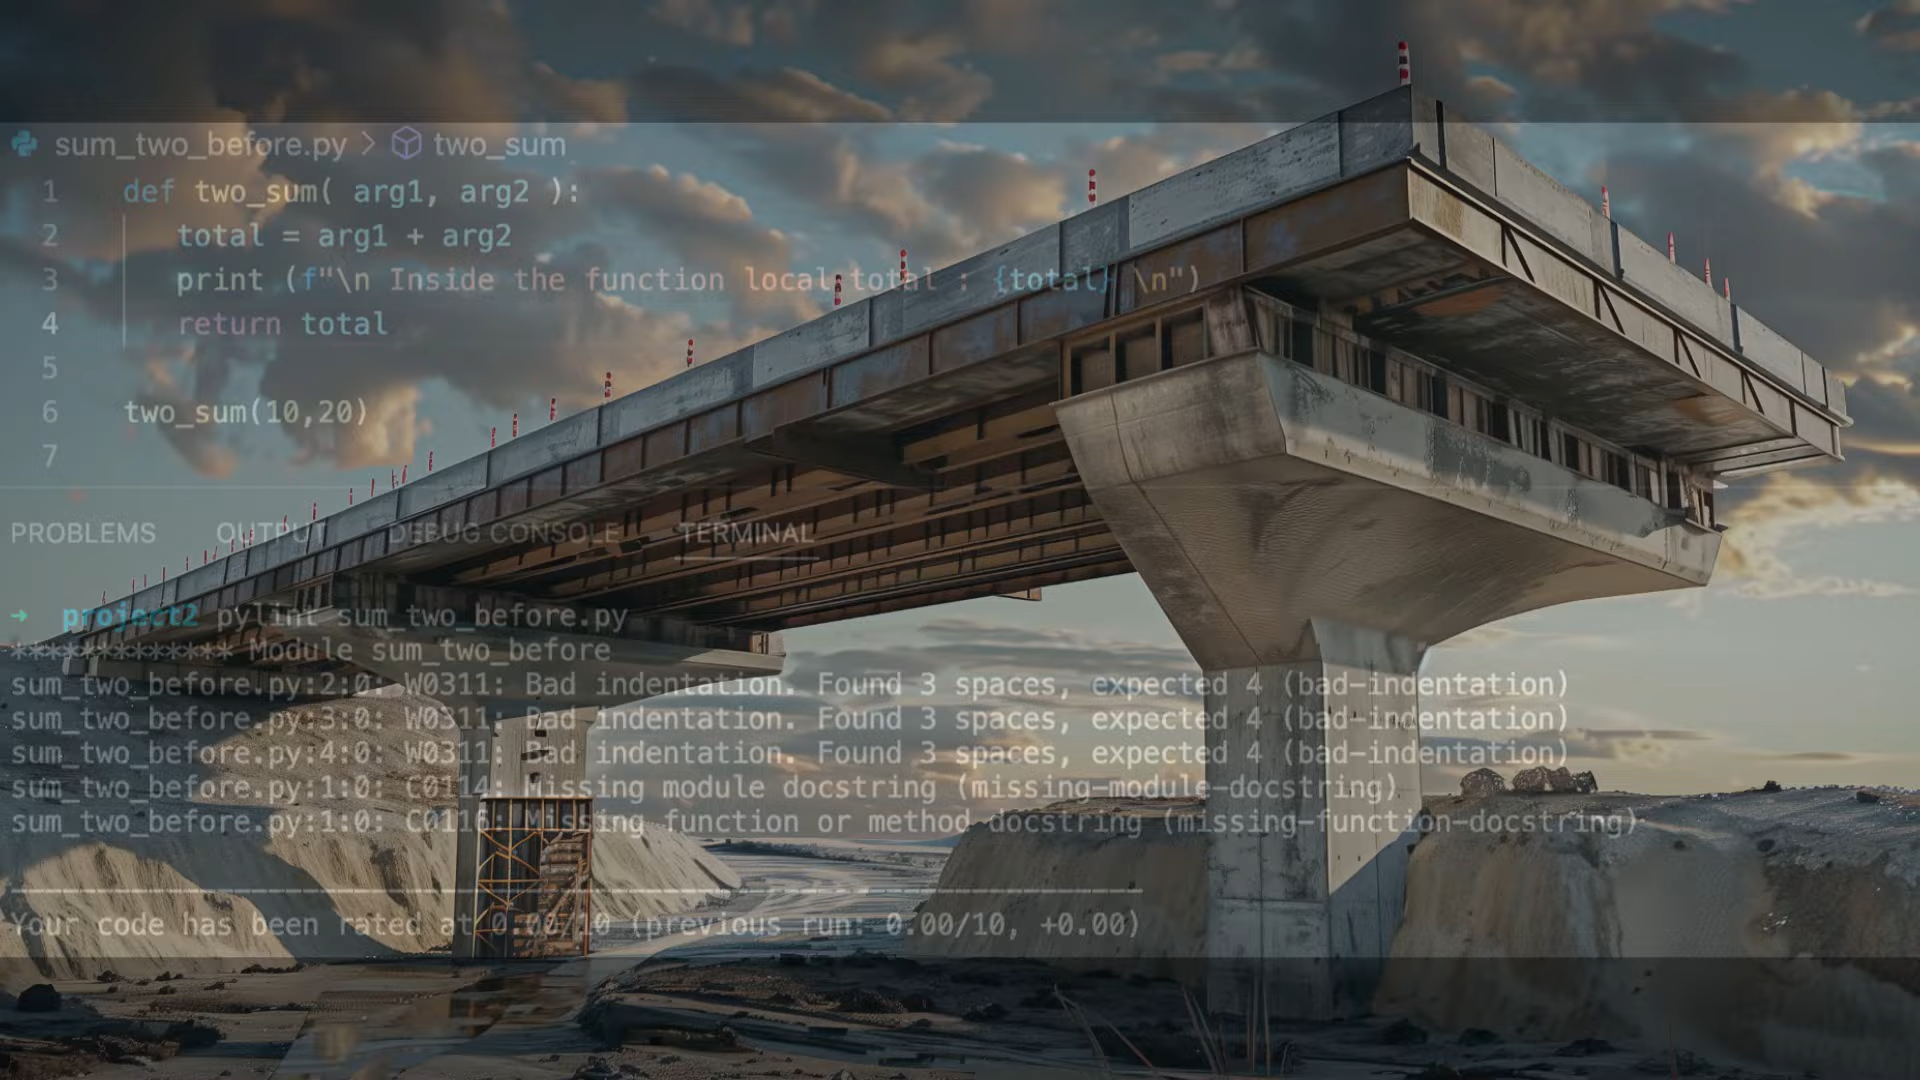 sum_two_before.py > two_sum
1 def two_sum( arg1, arg2 ):
2 total = arg1 + arg2
3 print (f"\n Inside the function local total : {total} \n")
4 return total
5
6 two_sum(10,20)
7
PROBLEMS OUTPUT DEBUG CONSOLE TERMINAL
→ project2 pylint sum_two_before.py
************* Module sum_two_before
sum_two_before.py:2:0: W0311: Bad indentation. Found 3 spaces, expected 4 (bad-indentation)
sum_two_before.py:3:0: W0311: Bad indentation. Found 3 spaces, expected 4 (bad-indentation)
sum_two_before.py:4:0: W0311: Bad indentation. Found 3 spaces, expected 4 (bad-indentation)
sum_two_before.py:1:0: C0114: Missing module docstring (missing-module-docstring)
sum_two_before.py:1:0: C0116: Missing function or method docstring (missing-function-docstring)
Your code has been rated at 0.00/10 (previous run: 0.00/10, +0.00)